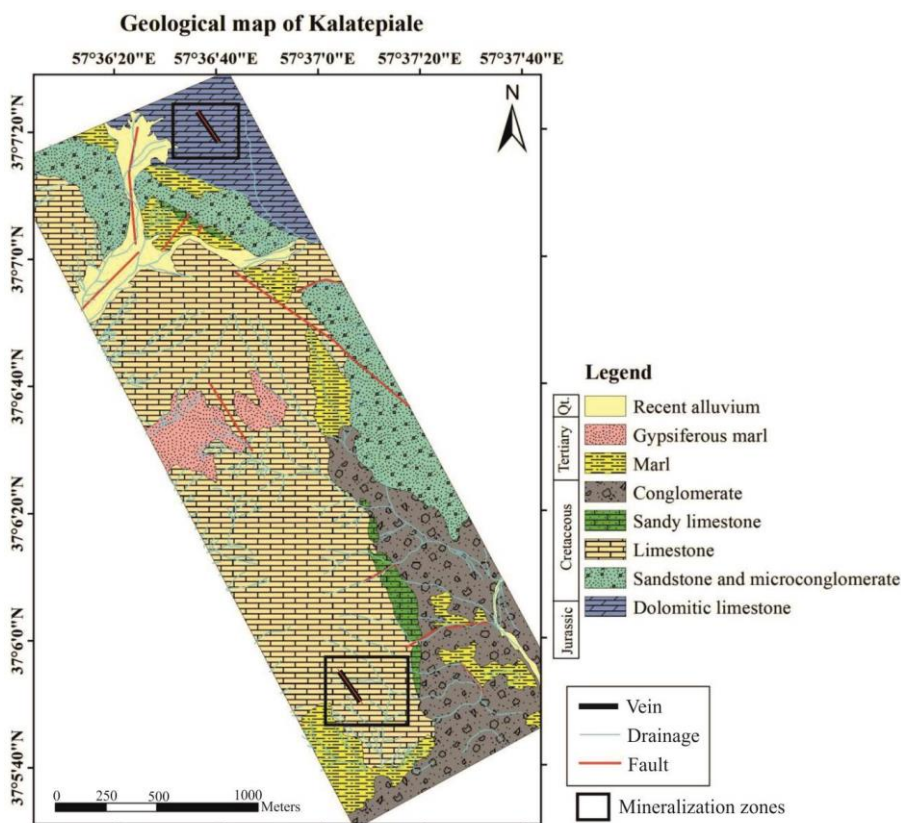 Geological map of Kalatepiale
57°36'20"E 57°36'40"E 57°37'0"E 57°37'20"E 57°37'40"E
37°7'20"N
37°7'0"N
37°6'40"N
37°6'20"N
37°6'0"N
37°5'40"N
N
Legend
Qt.
Tertiary
Cretaceous
Jurassic
Recent alluvium
Gypsiferous marl
Marl
Conglomerate
Sandy limestone
Limestone
Sandstone and microconglomerate
Dolomitic limestone
Vein
Drainage
Fault
Mineralization zones
0 250 500 1000
Meters